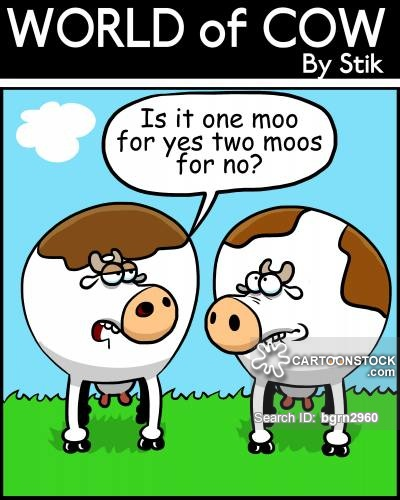 WORLD of COW
By Stik
Is it one moo
for yes two moos
for no?
CARTOONSTOCK
.com
Search ID: bgrn2960